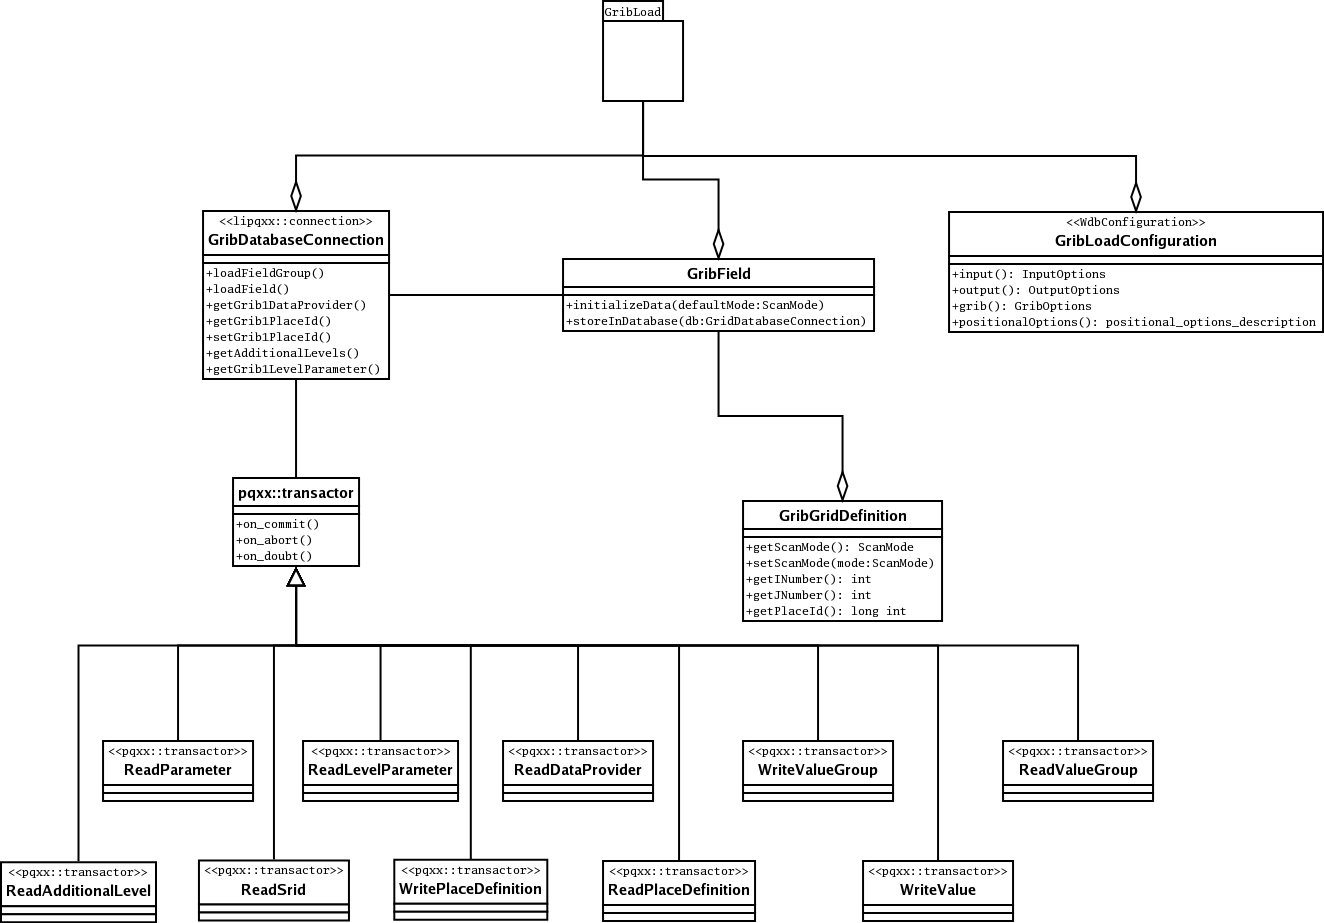 GribLoad
<<lipqxx::connection>>
GribDatabaseConnection
+loadFieldGroup()
+loadField()
+getGrib1DataProvider()
+getGrib1PlaceId()
+setGrib1PlaceId()
+getAdditionalLevels()
+getGrib1LevelParameter()
GribField
+initializeData(defaultMode:ScanMode)
+storeInDatabase(db:GridDatabaseConnection)
<<WdbConfiguration>>
GribLoadConfiguration
+input(): InputOptions
+output(): OutputOptions
+grib(): GribOptions
+positionalOptions(): positional_options_description
pqxx::transactor
+on_commit()
+on_abort()
+on_doubt()
GribGridDefinition
+getScanMode(): ScanMode
+setScanMode(mode:ScanMode)
+getINumber(): int
+getJNumber(): int
+getPlaceId(): long int
<<pqxx::transactor>>
ReadParameter
<<pqxx::transactor>>
ReadLevelParameter
<<pqxx::transactor>>
ReadDataProvider
<<pqxx::transactor>>
WriteValueGroup
<<pqxx::transactor>>
ReadValueGroup
<<pqxx::transactor>>
ReadAdditionalLevel
<<pqxx::transactor>>
ReadSrid
<<pqxx::transactor>>
WritePlaceDefinition
<<pqxx::transactor>>
ReadPlaceDefinition
<<pqxx::transactor>>
WriteValue